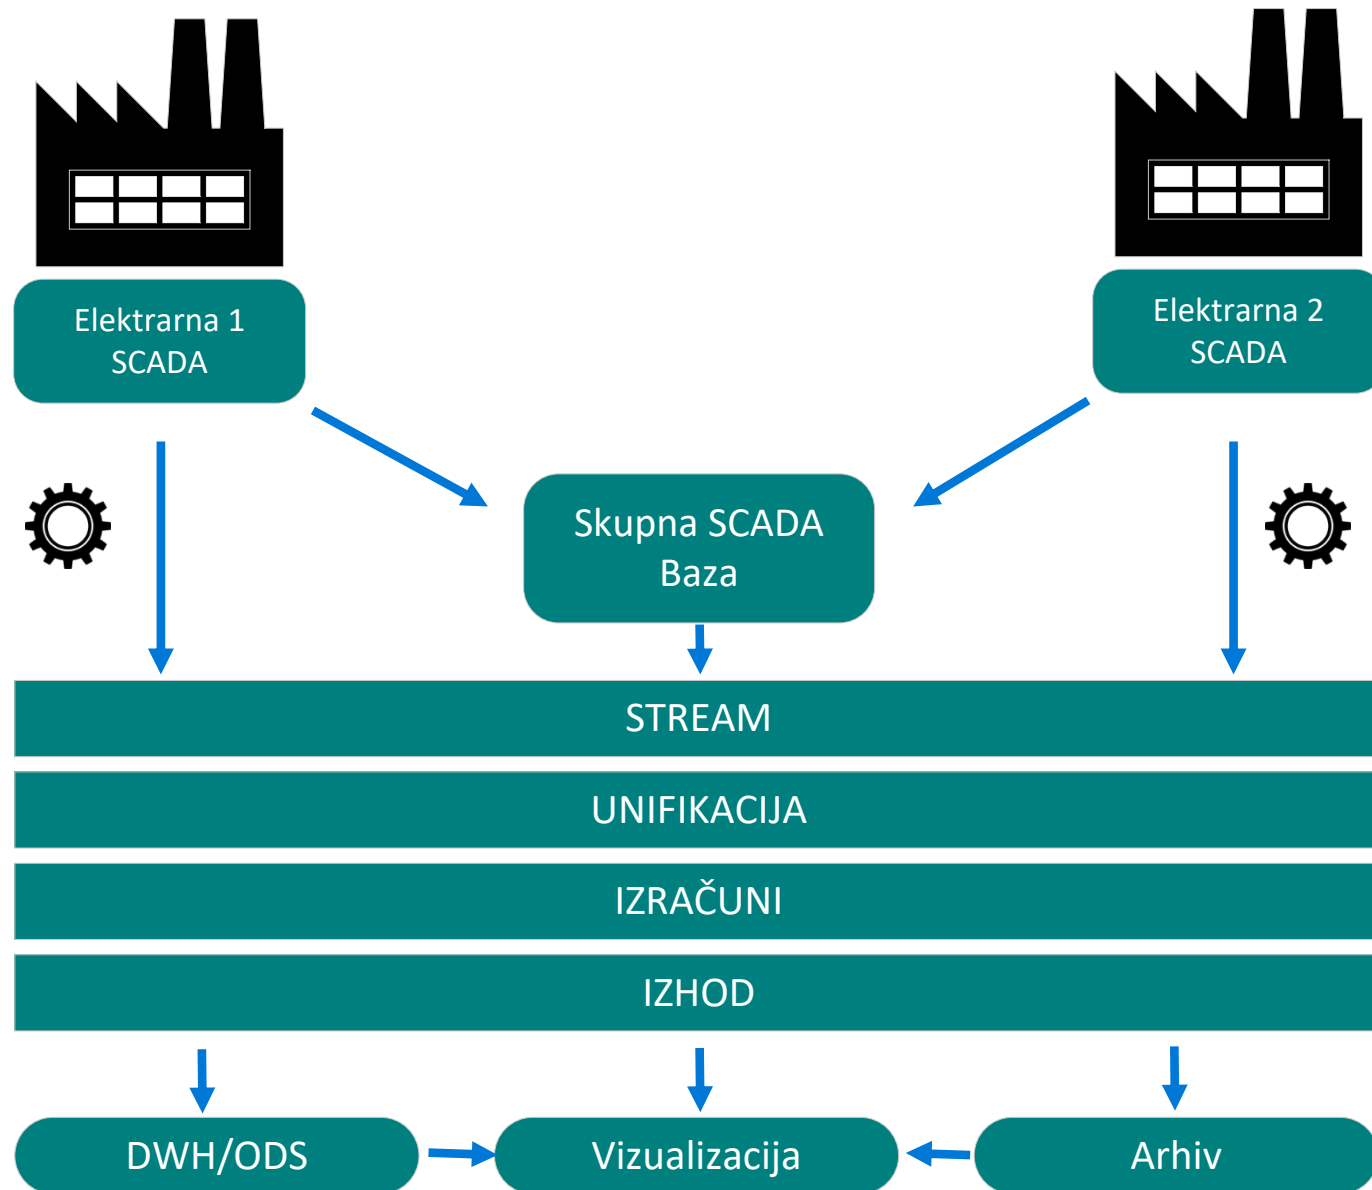 Elektrarna 1
SCADA
Elektrarna 2
SCADA
Skupna SCADA
Baza
STREAM
UNIFIKACIJA
IZRAČUNI
IZHOD
DWH/ODS
Vizualizacija
Arhiv